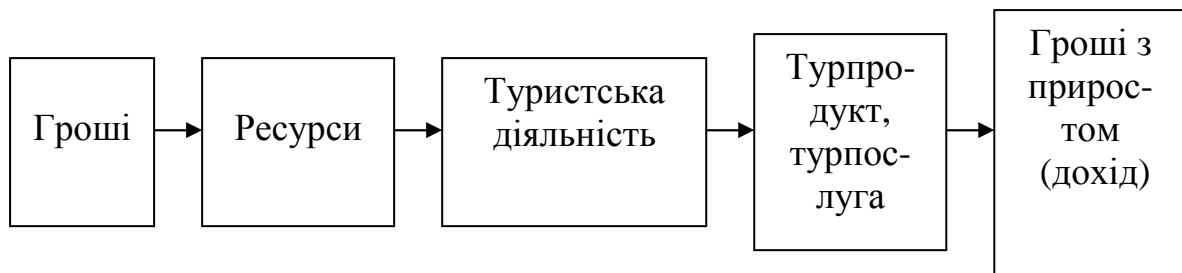 Гроші
Ресурси
Туристська
діяльність
Турпро-
дукт,
турпос-
луга
Гроші з
прирос-
том
(дохід)